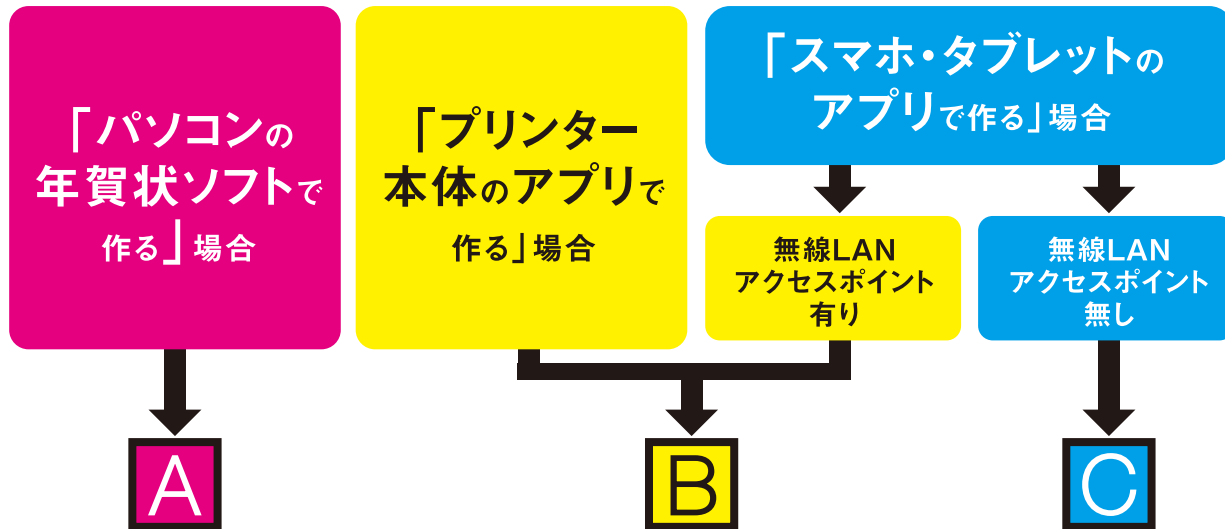 「パソコンの
年賀状ソフトで
作る」場合
「プリンター
本体のアプリで
作る」場合
「スマホ・タブレットの
アプリで作る」場合
無線LAN
アクセスポイント
有り
無線LAN
アクセスポイント
無し
A
B
C